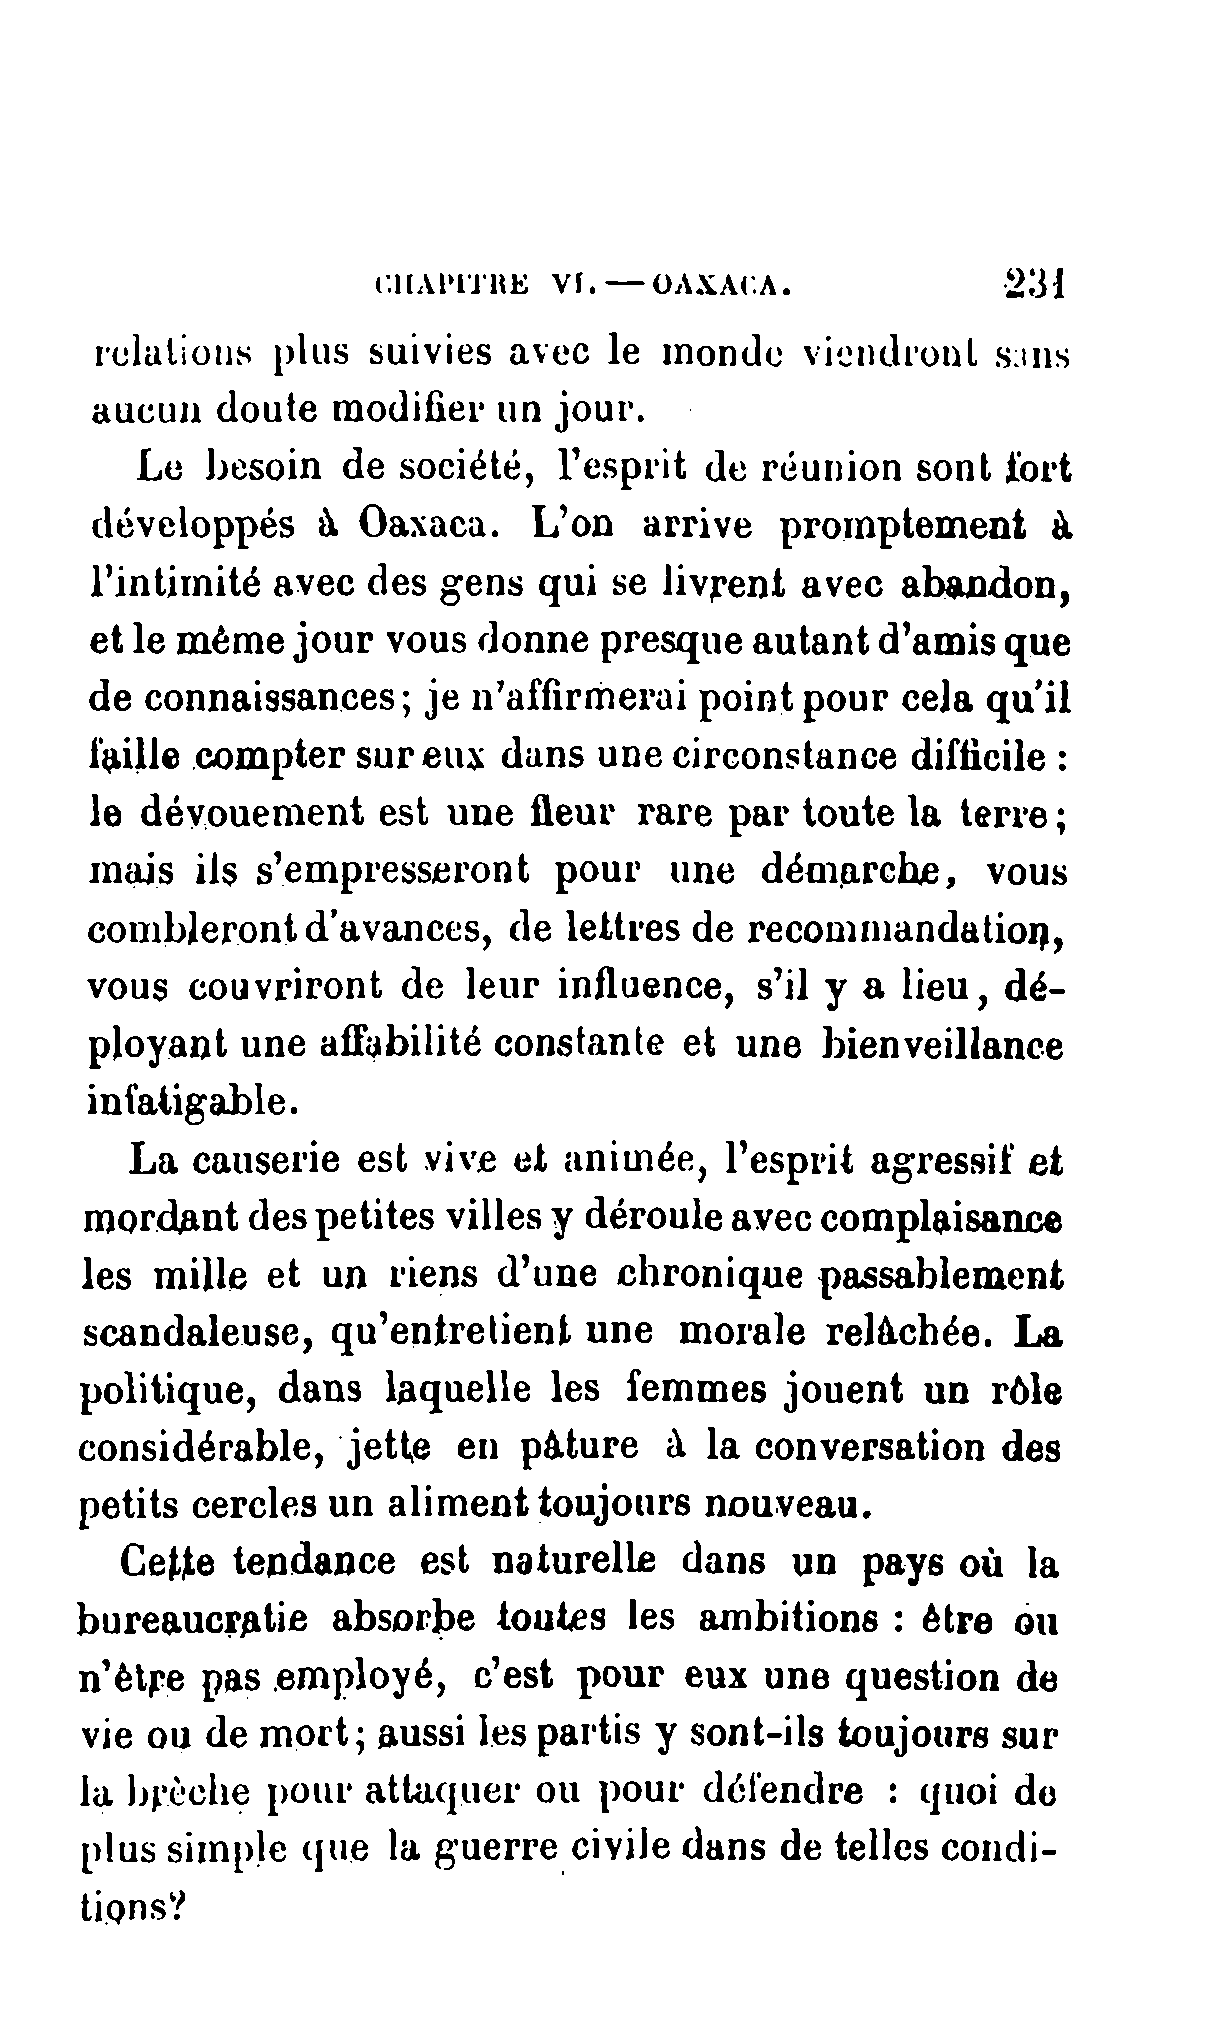 CHAPITRE VI. — OAXACA. 231
relations plus suivies avec le monde viendront sans
aucun doute modifier un jour.
Le besoin de société, l'esprit de réunion sont fort
développés à Oaxaca. L'on arrive promptement à
l'intimité avec des gens qui se livrent avec abandon,
et le même jour vous donne presque autant d'amis que
de connaissances; je n'affirmerai point pour cela qu'il
faille compter sur eux dans une circonstance difficile :
le dévouement est une fleur rare par toute la terre;
mais ils s'empresseront pour une démarche, vous
combleront d'avances, de lettres de recommandation,
vous couvriront de leur influence, s'il y a lieu, dé-
ployant une affabilité constante et une bienveillance
infatigable.
La causerie est vive et animée, l'esprit agressif et
mordant des petites villes y déroule avec complaisance
les mille et un riens d'une chronique passablement
scandaleuse, qu'entretient une morale relâchée. La
politique, dans laquelle les femmes jouent un rôle
considérable, jette en pâture à la conversation des
petits cercles un aliment toujours nouveau.
Cette tendance est naturelle dans un pays où la
bureaucratie absorbe toutes les ambitions : être ou
n'être pas employé, c'est pour eux une question de
vie ou de mort; aussi les partis y sont-ils toujours sur
la brèche pour attaquer ou pour défendre : quoi de
plus simple que la guerre civile dans de telles condi-
tions?